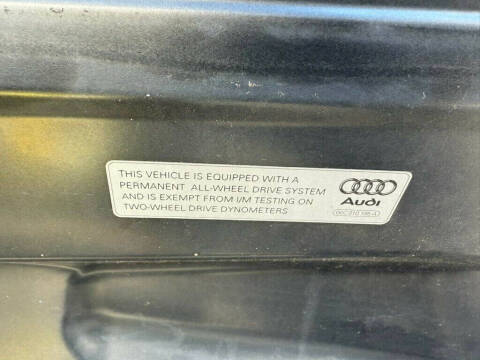 THIS VEHICLE IS EQUIPPED WITH A
PERMANENT ALL-WHEEL DRIVE SYSTEM
AND IS EXEMPT FROM I/M TESTING ON
TWO-WHEEL DRIVE DYNOMETERS
Audi